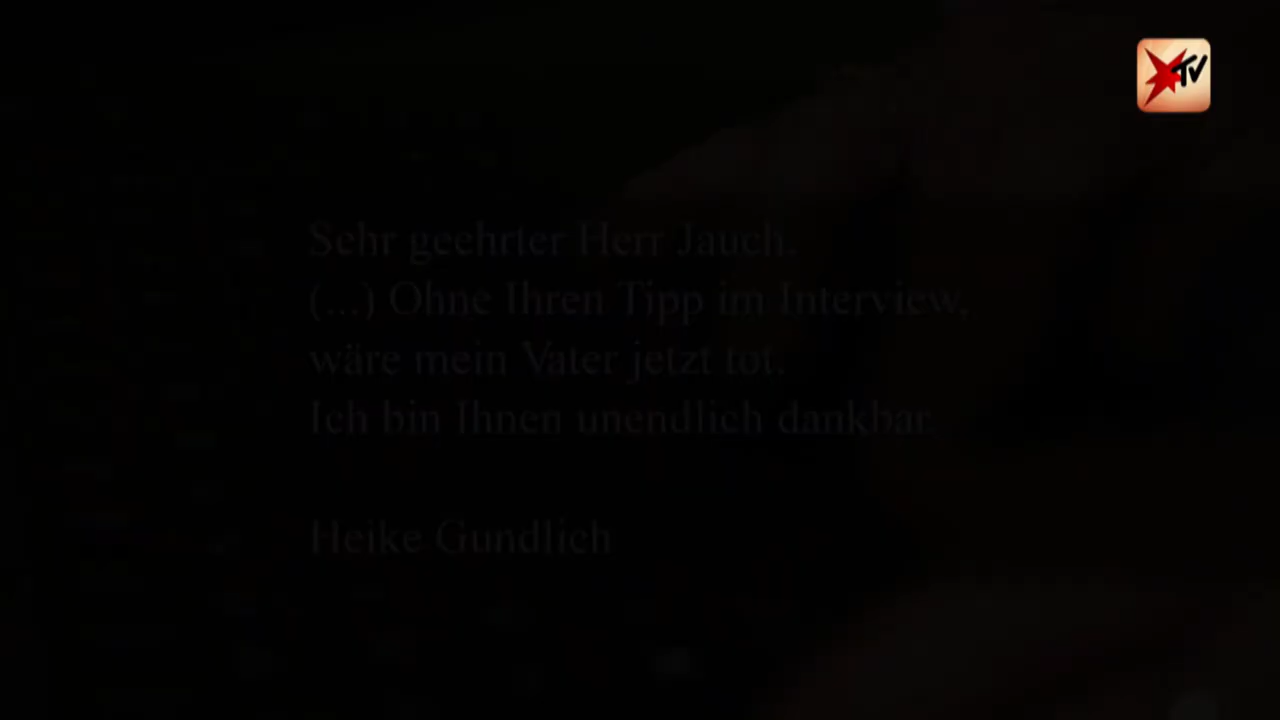 TV
Sehr geehrter Herr Jauch,
(...) Ohne Ihren Tipp im Interview,
wäre mein Vater jetzt tot.
Ich bin Ihnen unendlich dankbar.
Heike Gundlich